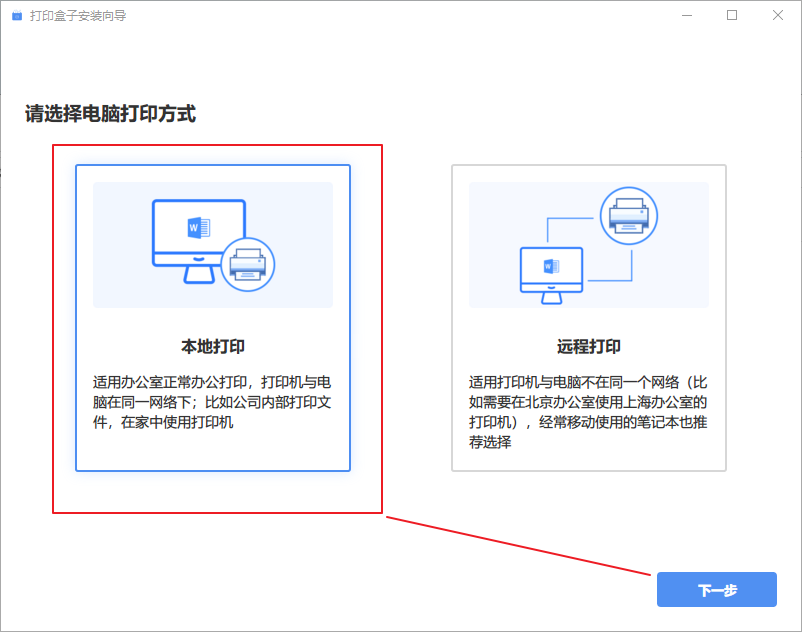 打印盒子安装向导
请选择电脑打印方式
W
W
本地打印
适用办公室正常办公打印，打印机与电
脑在同一网络下；比如公司内部打印文
件，在家中使用打印机
远程打印
适用打印机与电脑不在同一个网络（比
如需要在北京办公室使用上海办公室的
打印机），经常移动使用的笔记本也推
荐选择
下一步